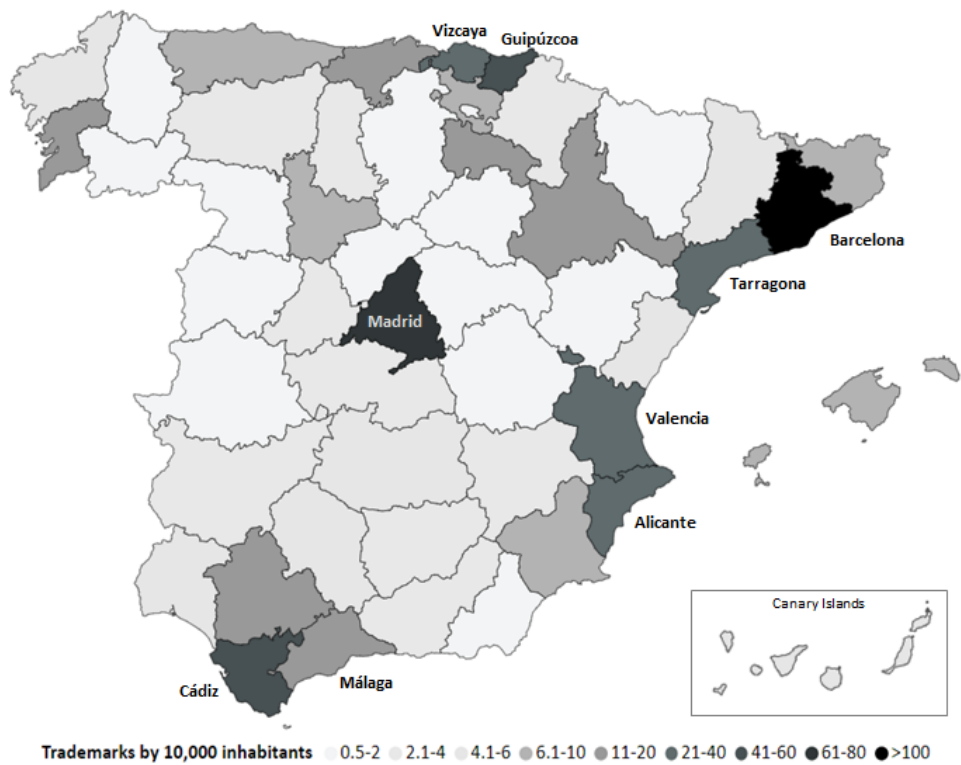 Vizcaya
Guipúzcoa
Barcelona
Tarragona
Madrid
Valencia
Alicante
Canary Islands
Málaga
Cádiz
Trademarks by 10,000 inhabitants 0.5-2 2.1-4 4.1-6 6.1-10 11-20 21-40 41-60 61-80 >100